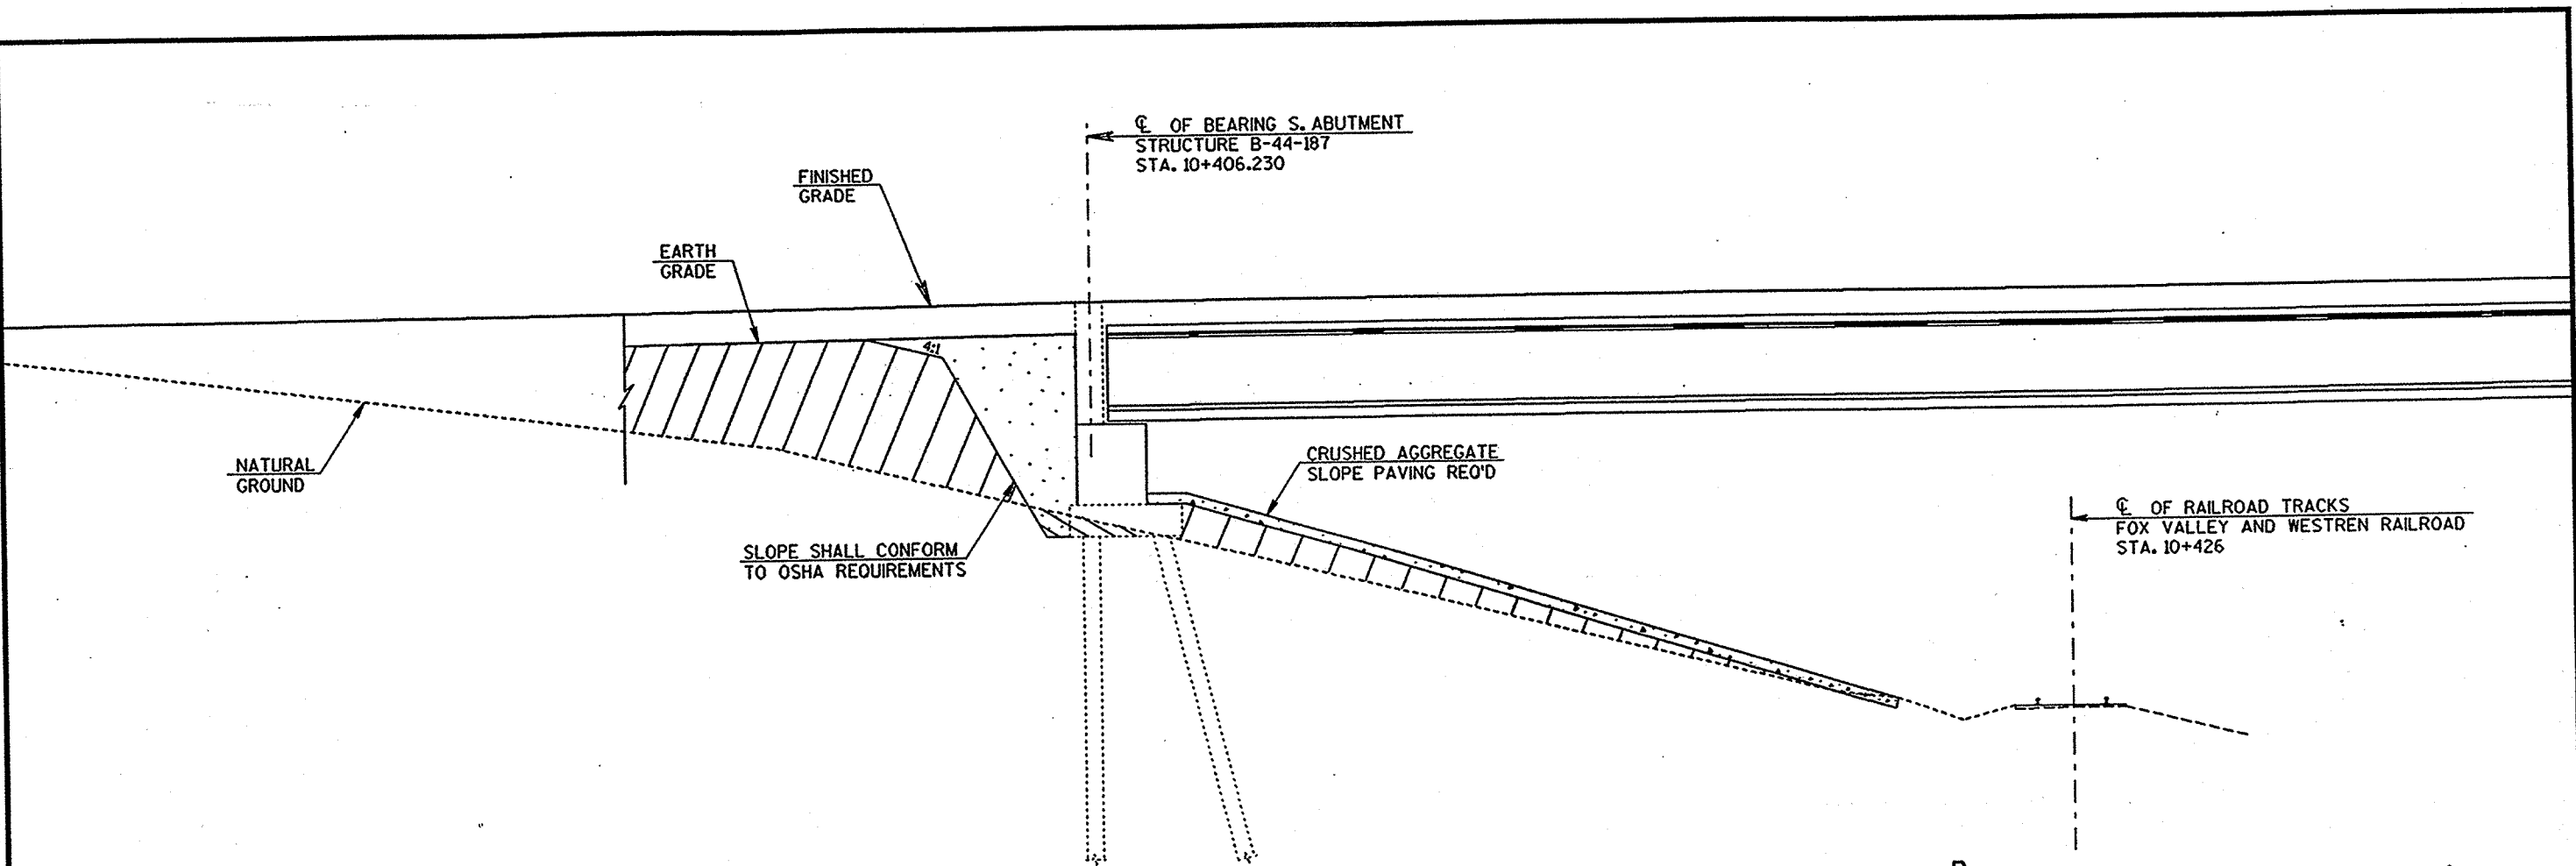 ℄ OF BEARING S. ABUTMENT
STRUCTURE B-44-187
STA. 10+406.230
FINISHED
GRADE
EARTH
GRADE
4:1
NATURAL
GROUND
CRUSHED AGGREGATE
SLOPE PAVING REQ'D
SLOPE SHALL CONFORM
TO OSHA REQUIREMENTS
℄ OF RAILROAD TRACKS
FOX VALLEY AND WESTREN RAILROAD
STA. 10+426